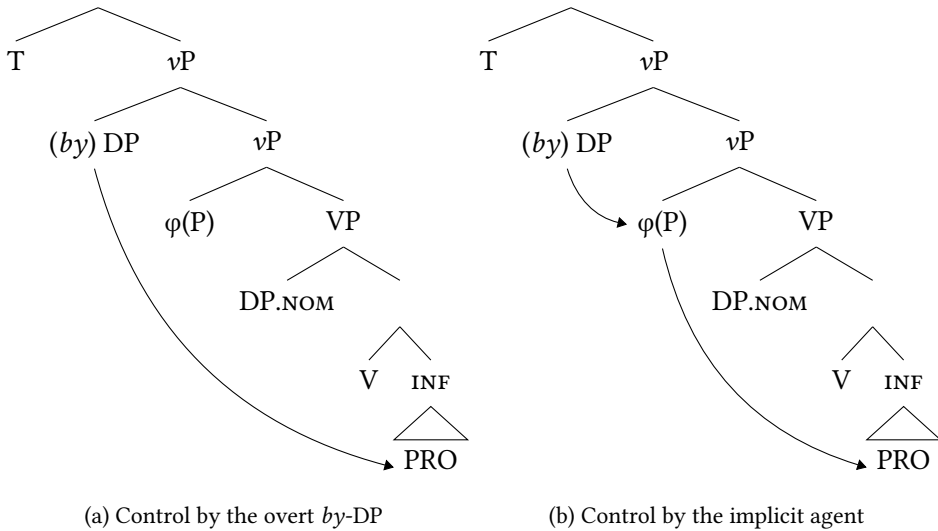 T vP T vP
(by) DP vP (by) DP vP
φ(P) VP φ(P) VP
DP.NOM DP.NOM
V INF V INF
PRO PRO
(a) Control by the overt by-DP (b) Control by the implicit agent